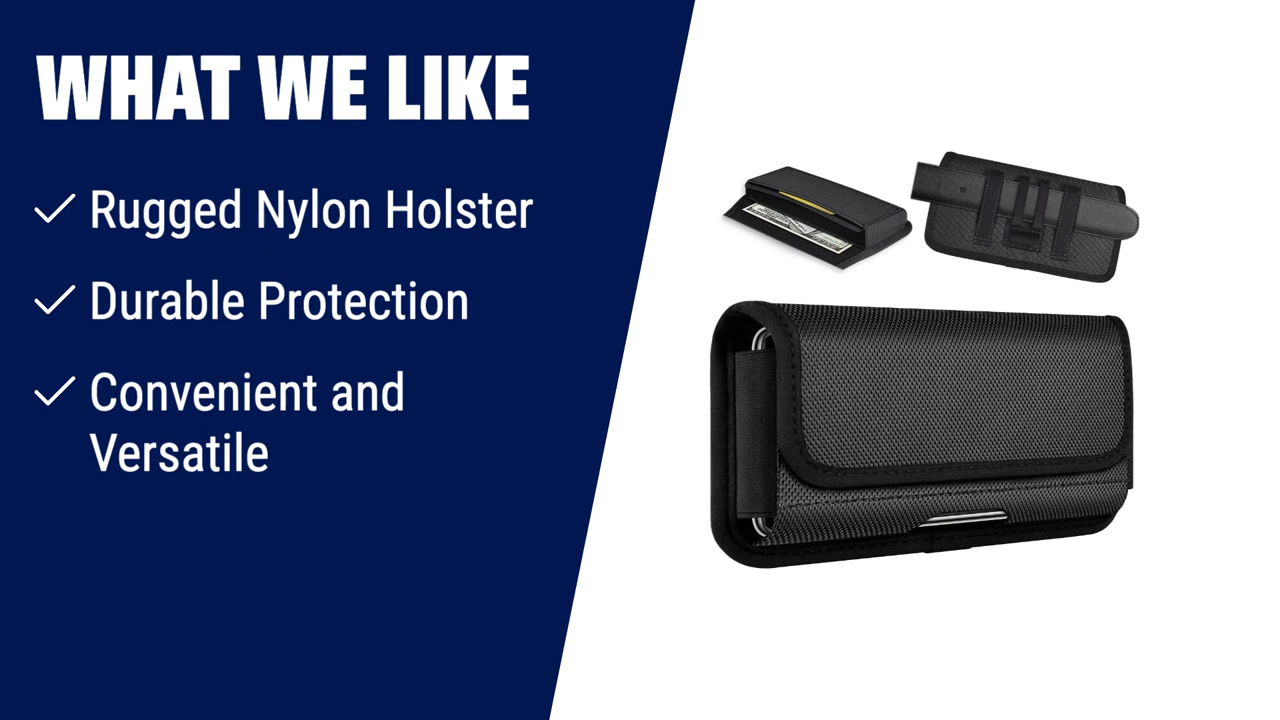 WHAT WE LIKE
Rugged Nylon Holster
Durable Protection
Convenient and
Versatile